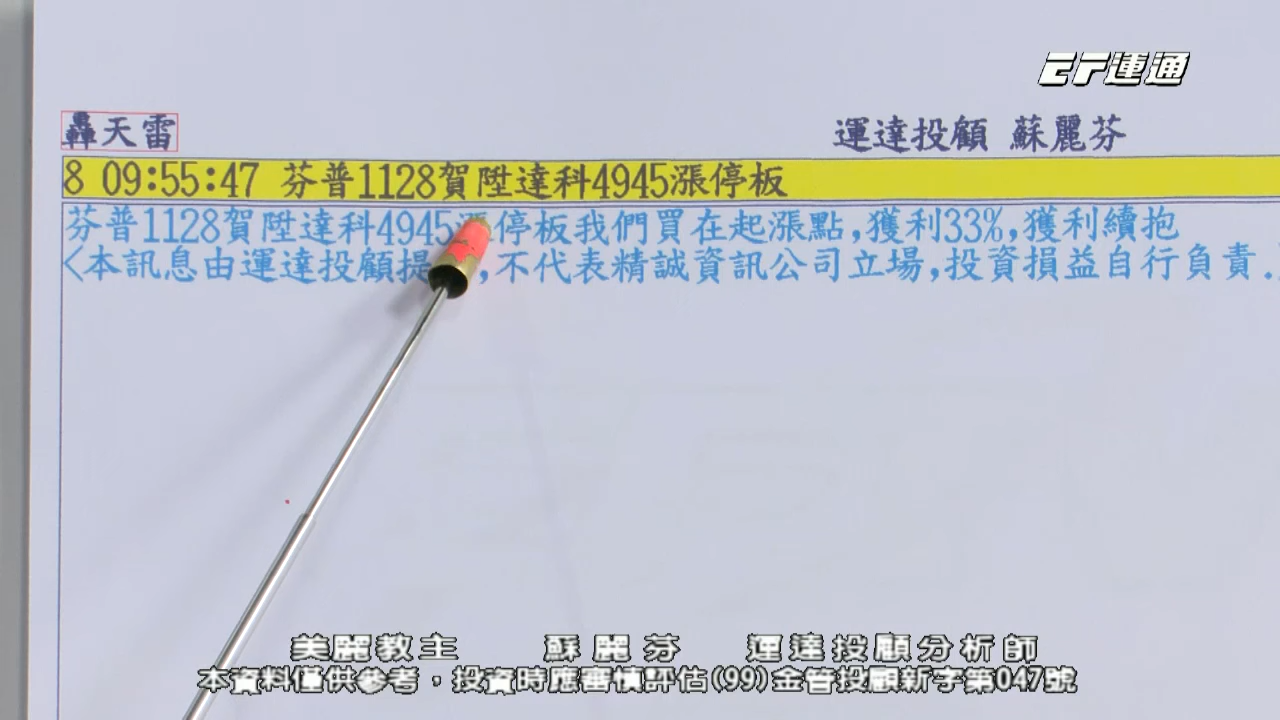 EF運通
轟天雷
運達投顧 蘇麗芬
8 09:55:47 芬普1128賀陞達科4945漲停板
芬普1128賀陞達科4945漲停板我們買在起漲點,獲利33%,獲利續抱
<本訊息由運達投顧提,不代表精誠資訊公司立場,投資損益自行負責.
美麗教主 蘇麗芬 運達投顧分析師
本資料僅供參考，投資時應審慎評估(99)金管投顧新字第047號